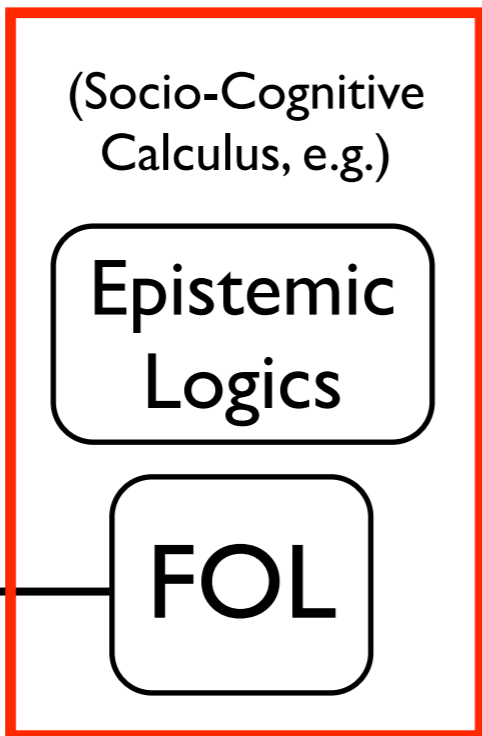 (Socio-Cognitive
Calculus, e.g.)
Epistemic
Logics
FOL